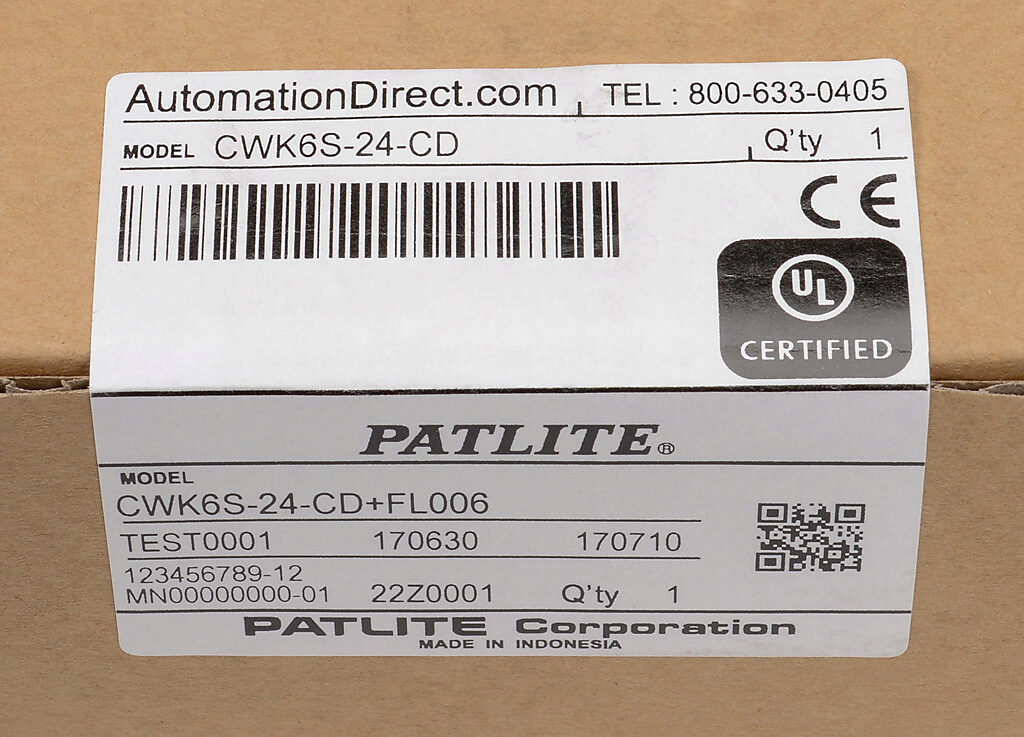 AutomationDirect.com TEL : 800-633-0405
MODEL CWK6S-24-CD Q'ty 1
CE
UL
CERTIFIED
PATLITE®
MODEL
CWK6S-24-CD+FL006
TEST0001 170630 170710
123456789-12
MN00000000-01 22Z0001 Q'ty 1
PATLITE Corporation
MADE IN INDONESIA